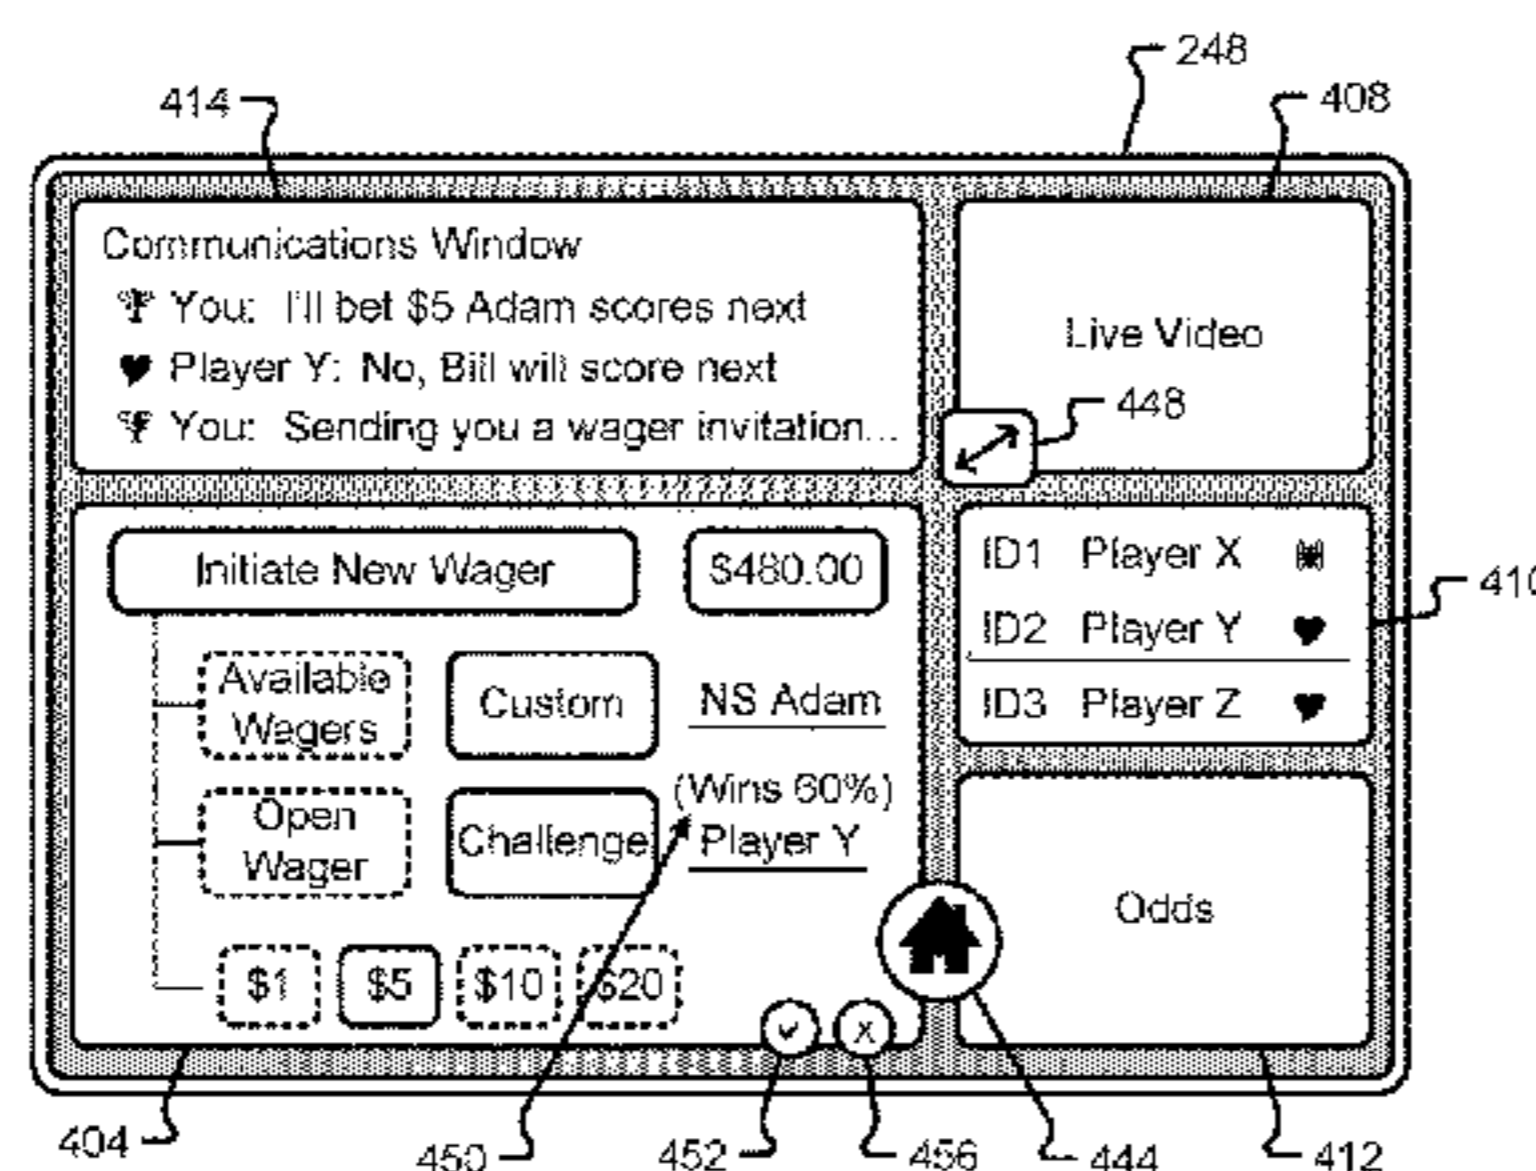 248
408
414
Communications Window
You: I'll bet $5 Adam scores next
Player Y: No, Bill will score next
You: Sending you a wager invitation...
Live Video
448
Initiate New Wager
$480.00
Available
Wagers
Custom
NS Adam
Open
Wager
Challenge
(Wins 60%)
Player Y
$1
$5
$10
$20
x
ID1 Player X
ID2 Player Y
ID3 Player Z
410
Odds
404
450
452
456
444
412